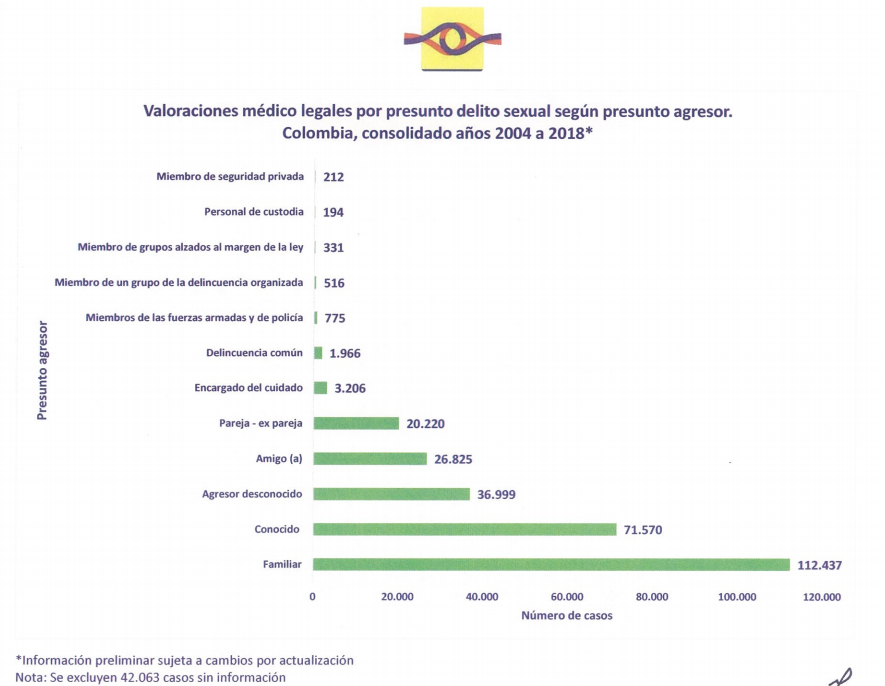 Valoraciones médico legales por presunto delito sexual según presunto agresor.
Colombia, consolidado años 2004 a 2018*
Presunto agresor
Miembro de seguridad privada 212
Personal de custodia 194
Miembro de grupos alzados al margen de la ley 331
Miembro de un grupo de la delincuencia organizada 516
Miembros de las fuerzas armadas y de policía 775
Delincuencia común 1.966
Encargado del cuidado 3.206
Pareja - ex pareja 20.220
Amigo (a) 26.825
Agresor desconocido 36.999
Conocido 71.570
Familiar 112.437
0 20.000 40.000 60.000 80.000 100.000 120.000
Número de casos
*Información preliminar sujeta a cambios por actualización
Nota: Se excluyen 42.063 casos sin información